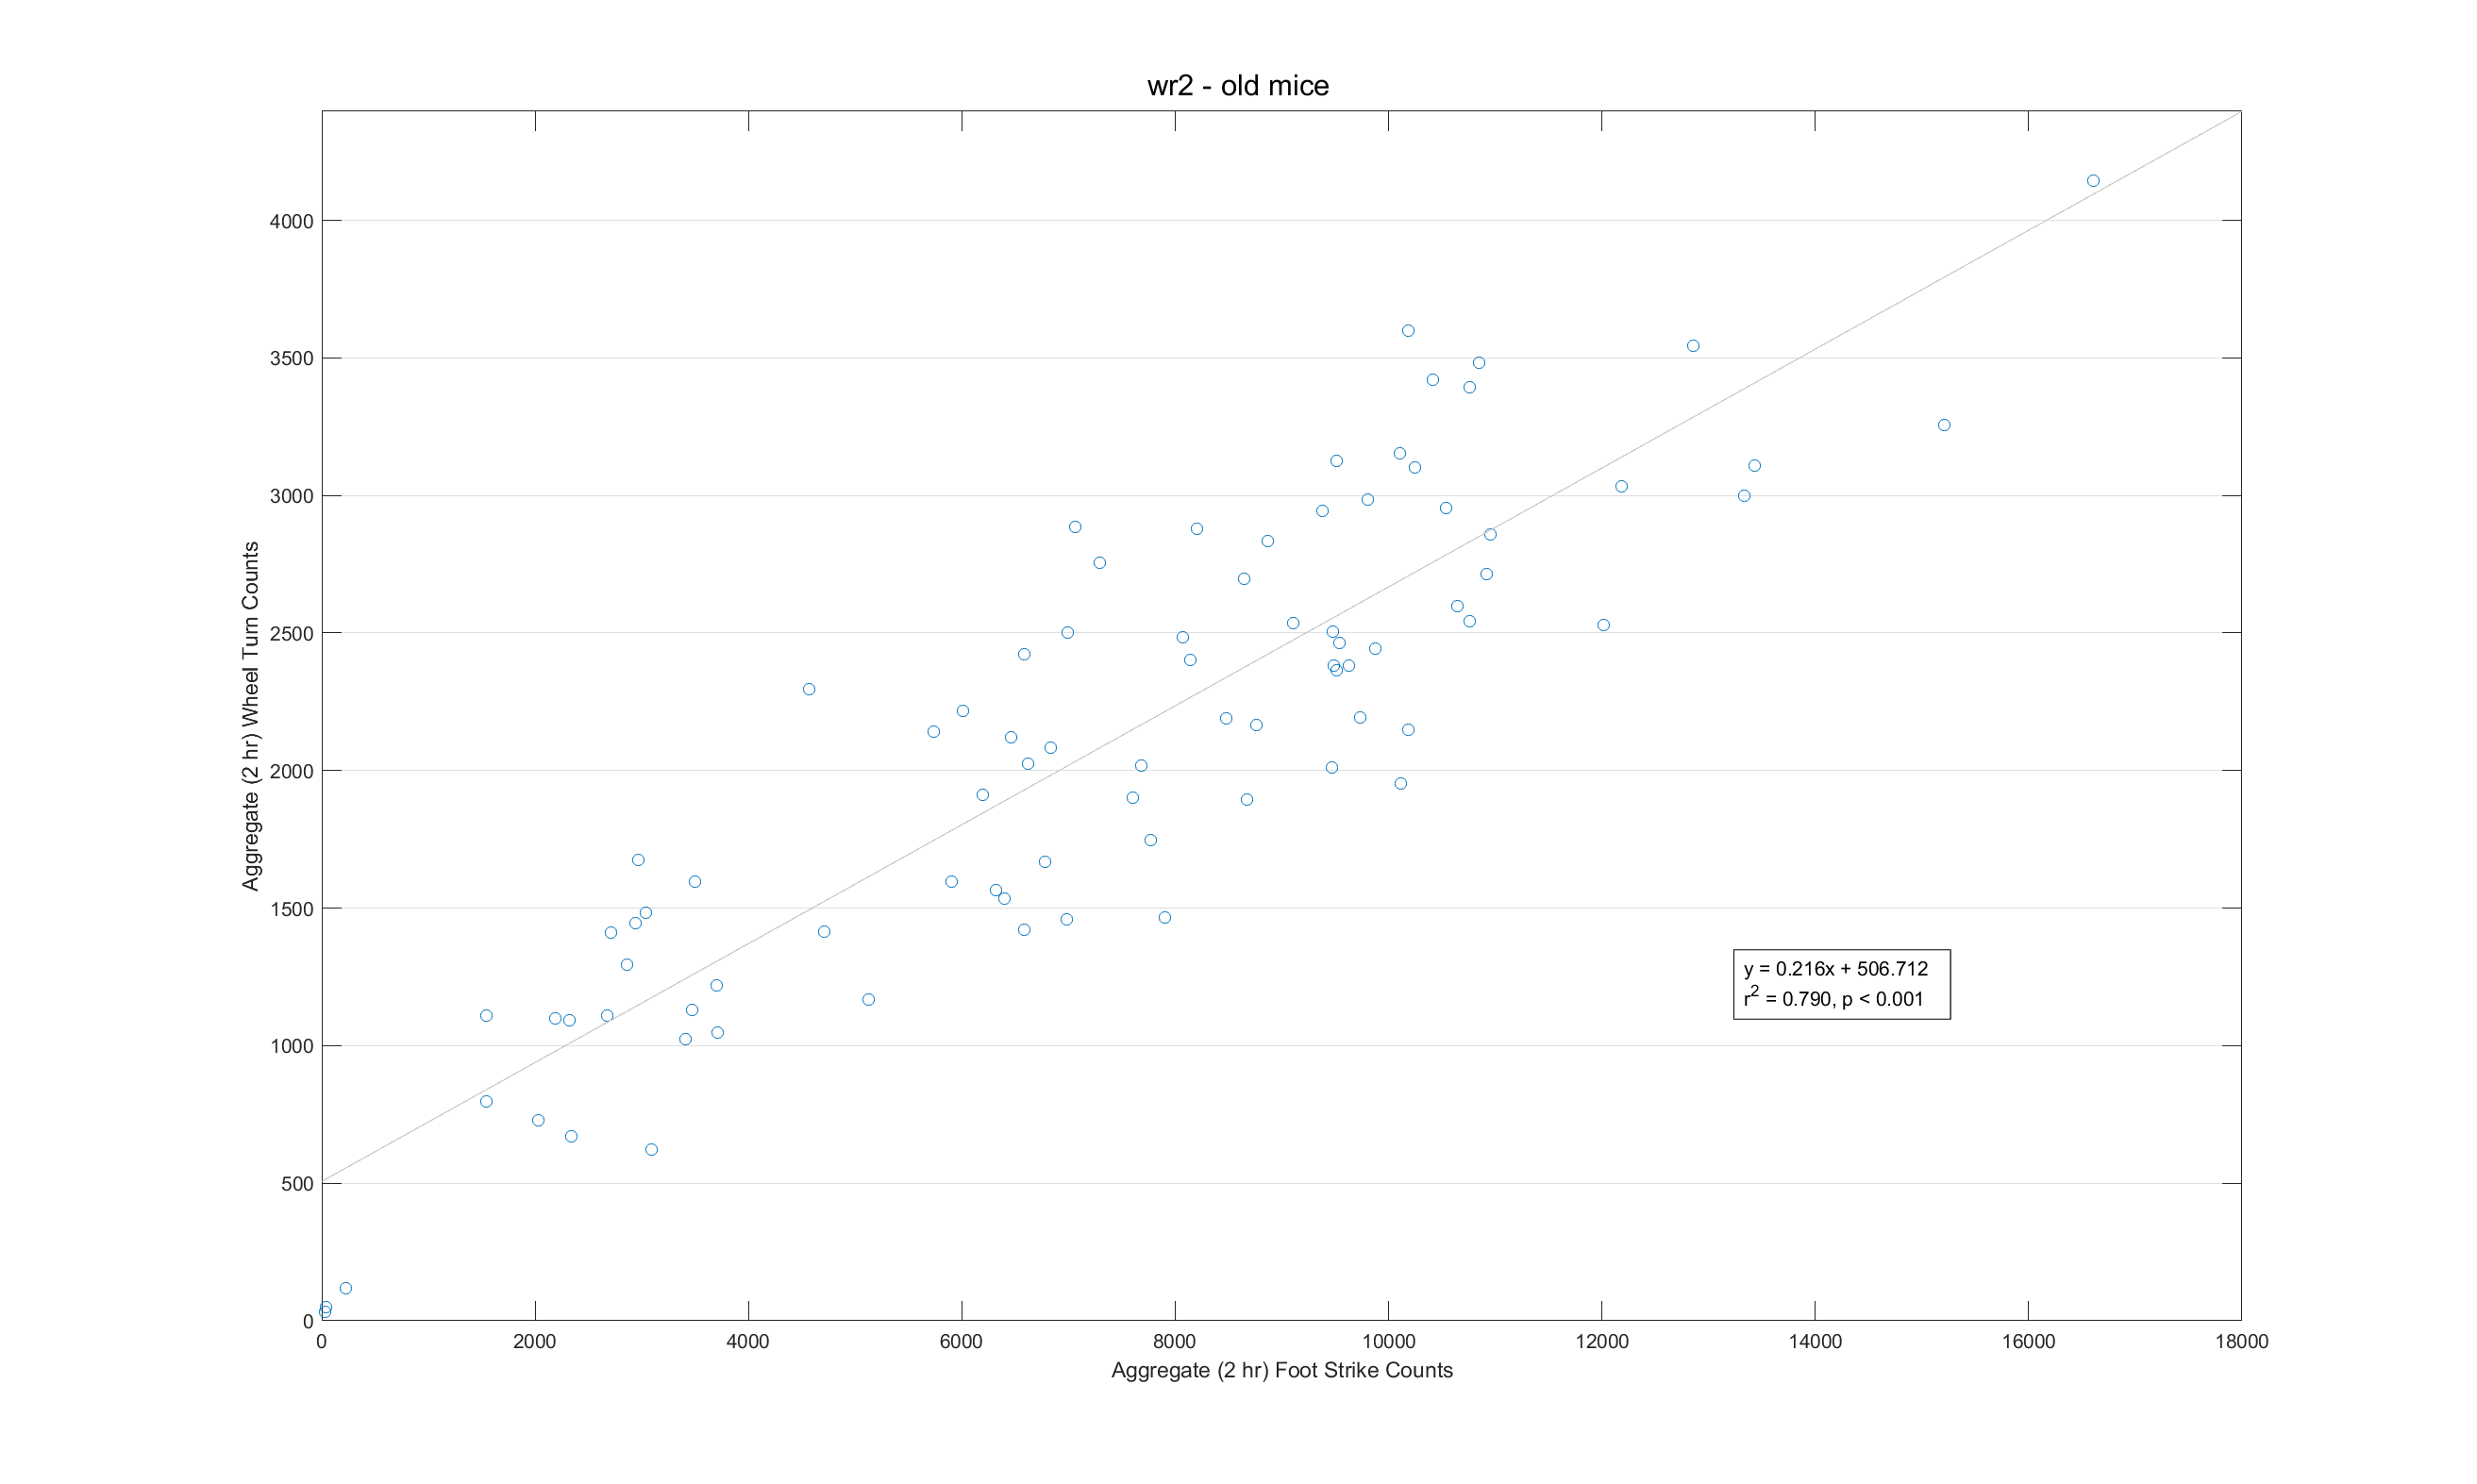 wr2 - old mice
Aggregate (2 hr) Wheel Turn Counts
4000
3500
3000
2500
2000
1500
1000
500
0
y = 0.216x + 506.712
r² = 0.790, p < 0.001
0 2000 4000 6000 8000 10000 12000 14000 16000 18000
Aggregate (2 hr) Foot Strike Counts